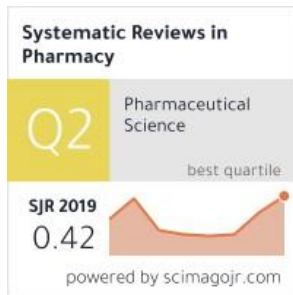 Systematic Reviews in
Pharmacy
Q2
Pharmaceutical
Science
best quartile
SJR 2019
0.42
powered by scimagojr.com